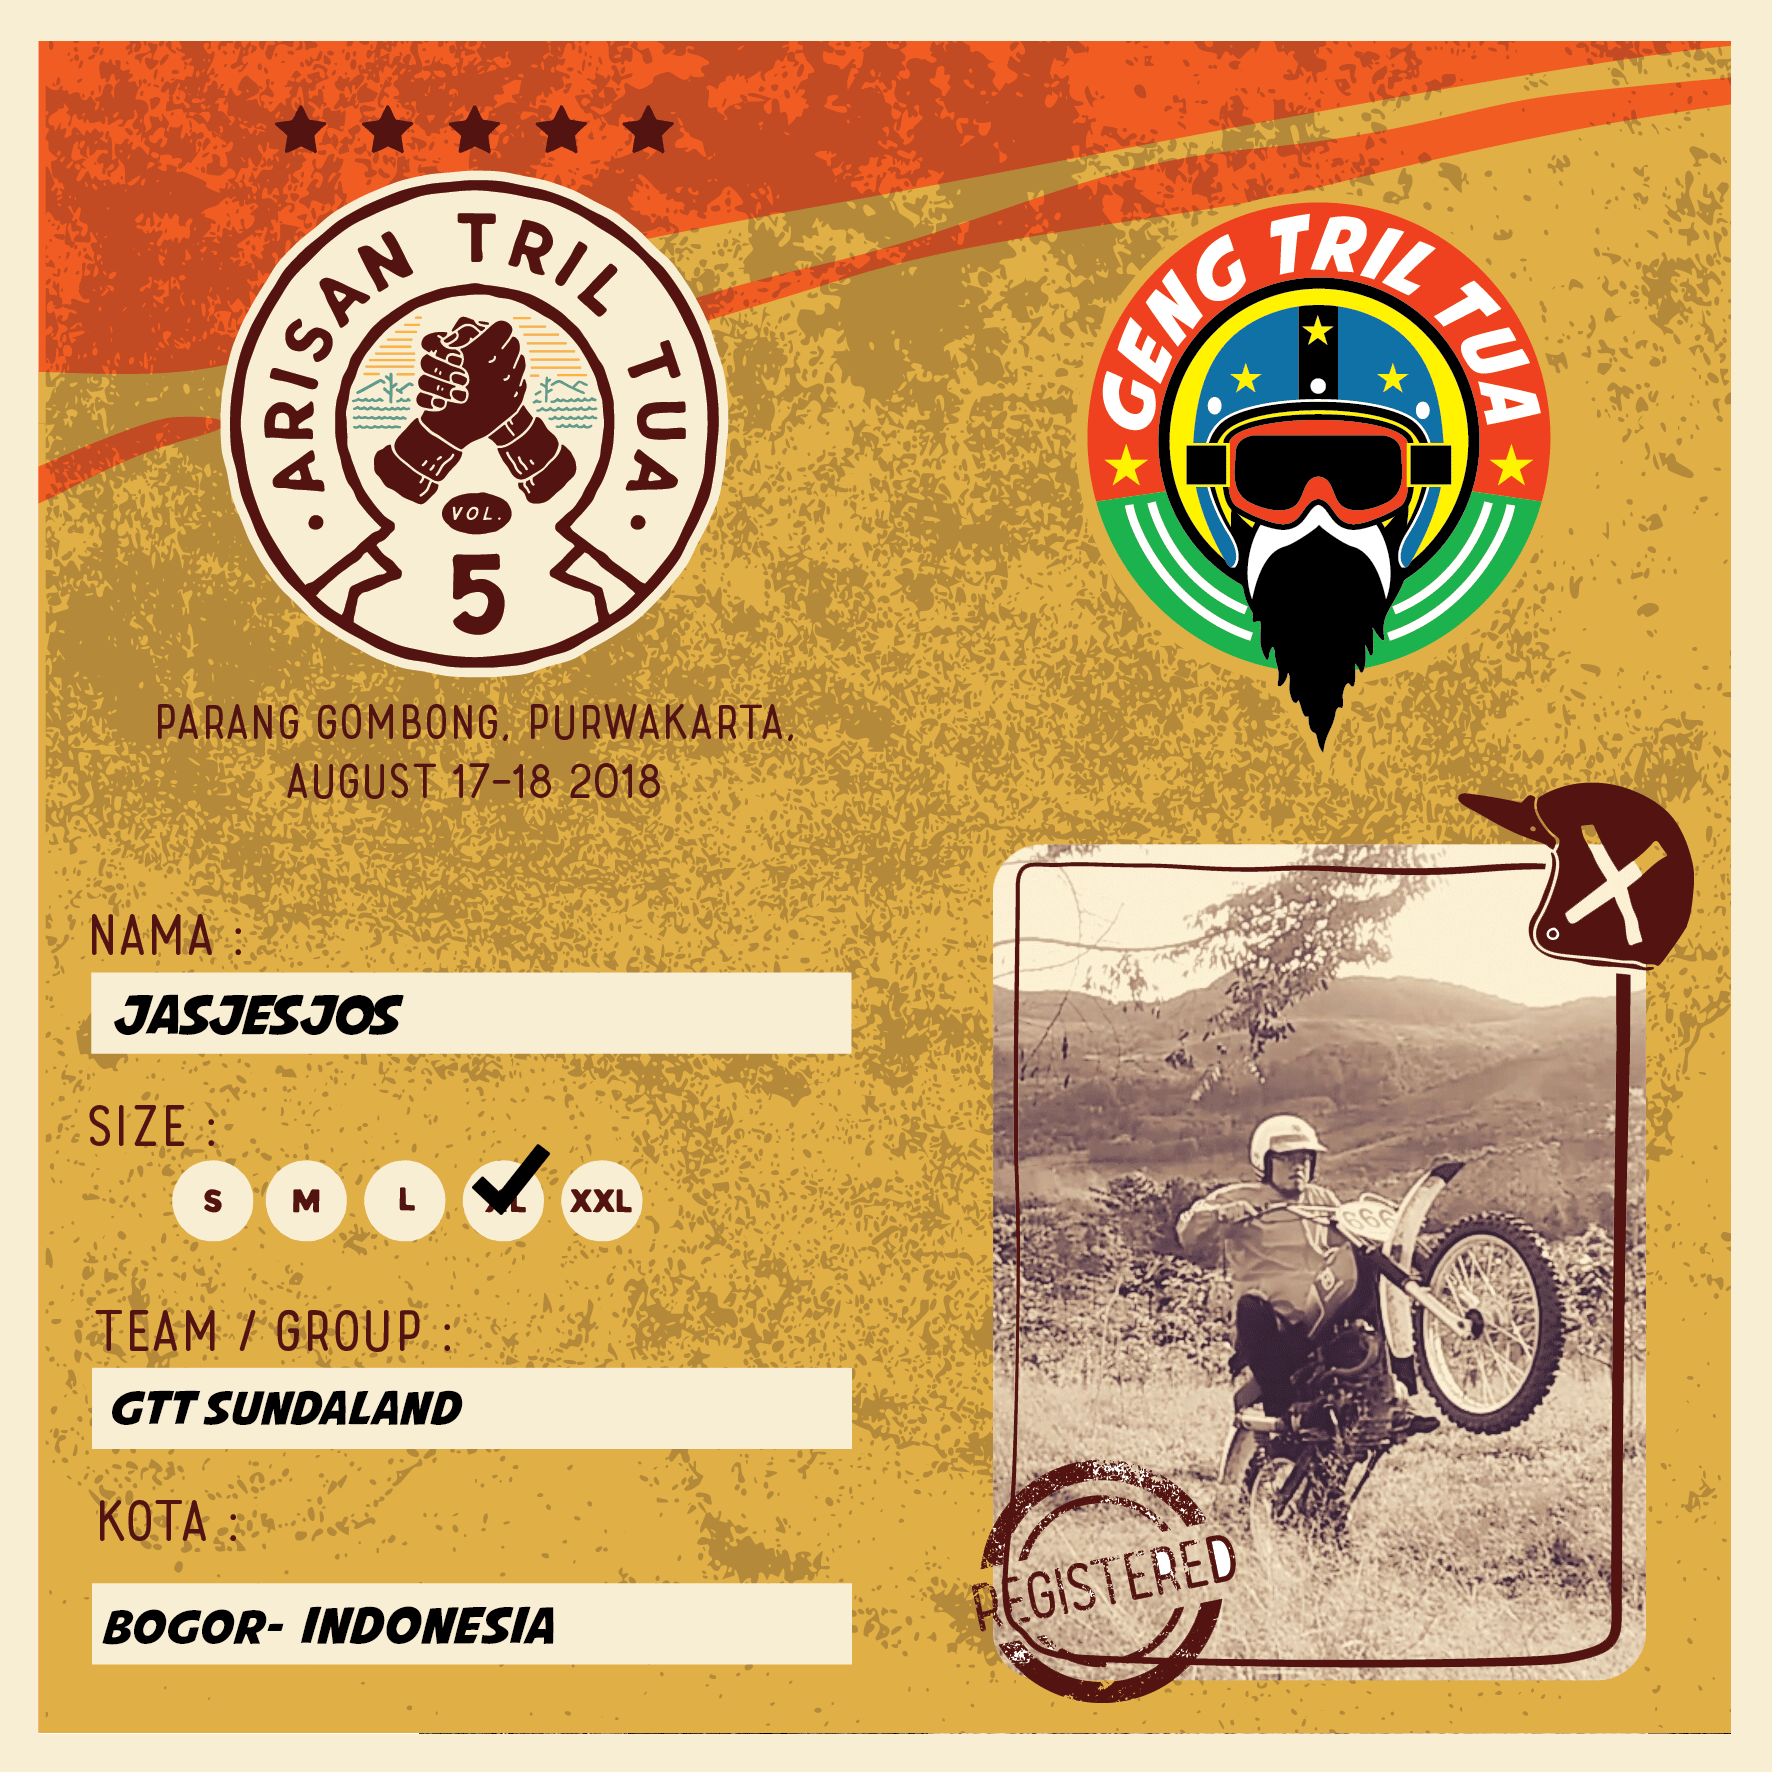 ARISAN TRIL TUA
VOL.
5
PARANG GOMBONG, PURWAKARTA,
AUGUST 17-18 2018
GENG TRIL TUA
NAMA :
JASJESJOS
SIZE :
S M L XL XXL
TEAM / GROUP :
GTT SUNDALAND
KOTA :
BOGOR- INDONESIA
666
REGISTERED